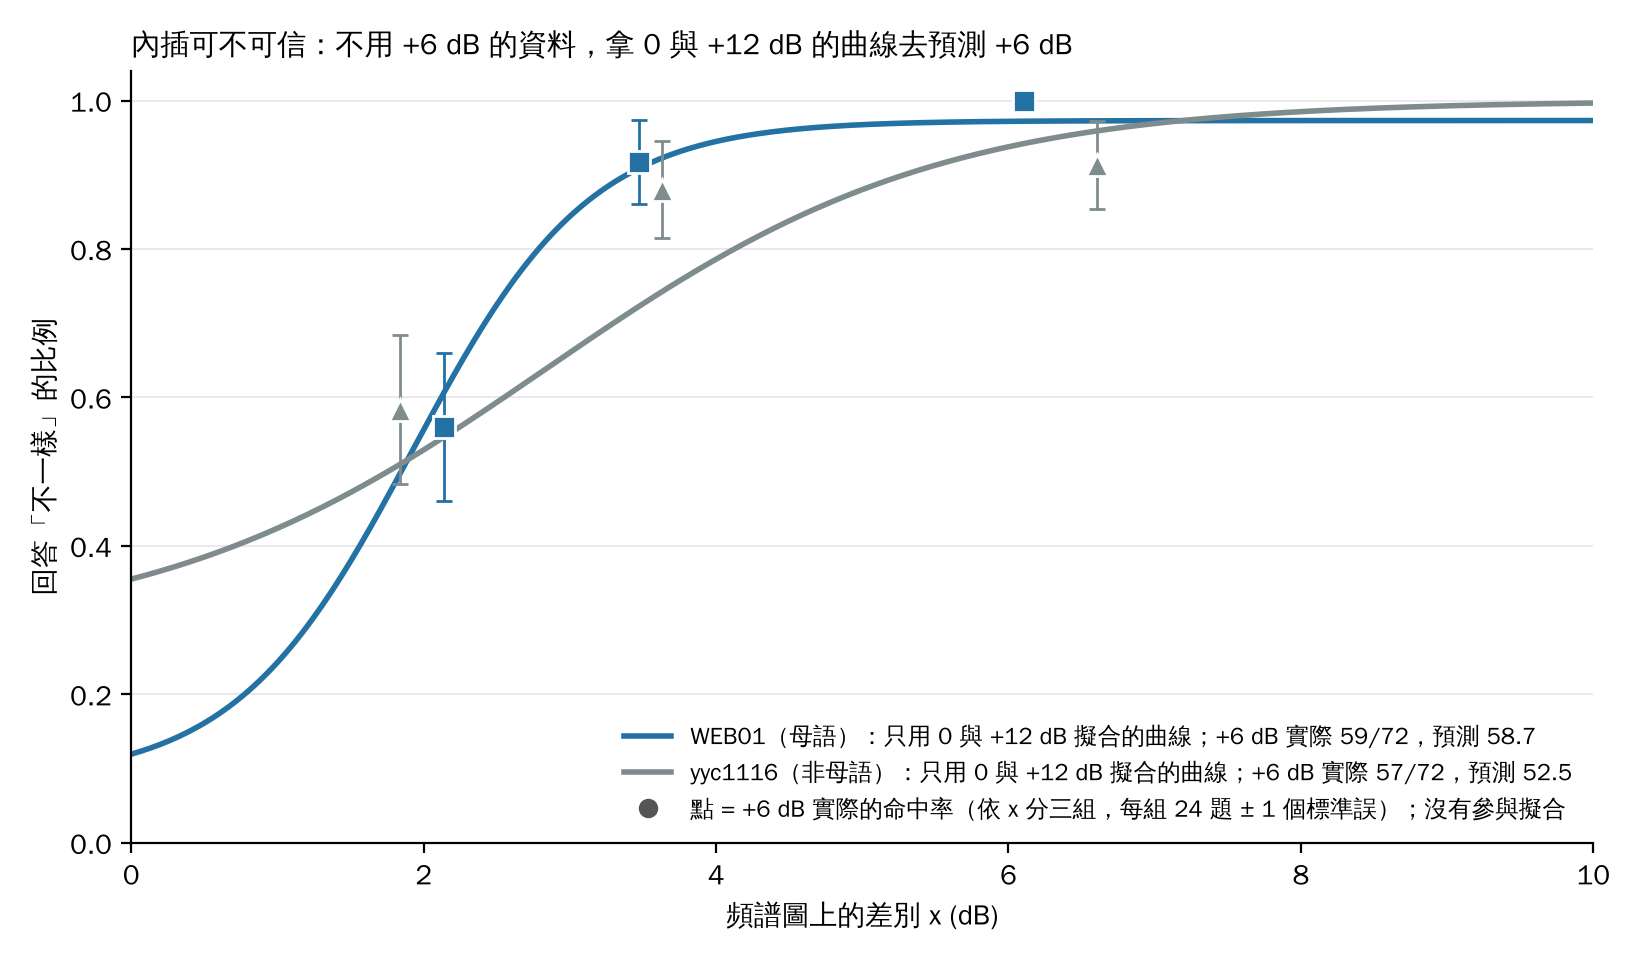 內插可不可信：不用 +6 dB 的資料，拿 0 與 +12 dB 的曲線去預測 +6 dB
回答「不一樣」的比例
1.0
0.8
0.6
0.4
0.2
0.0
WEB01（母語）：只用 0 與 +12 dB 擬合的曲線；+6 dB 實際 59/72，預測 58.7
yyc1116（非母語）：只用 0 與 +12 dB 擬合的曲線；+6 dB 實際 57/72，預測 52.5
點 = +6 dB 實際的命中率（依 x 分三組，每組 24 題 ± 1 個標準誤）；沒有參與擬合
0 2 4 6 8 10
頻譜圖上的差別 x (dB)